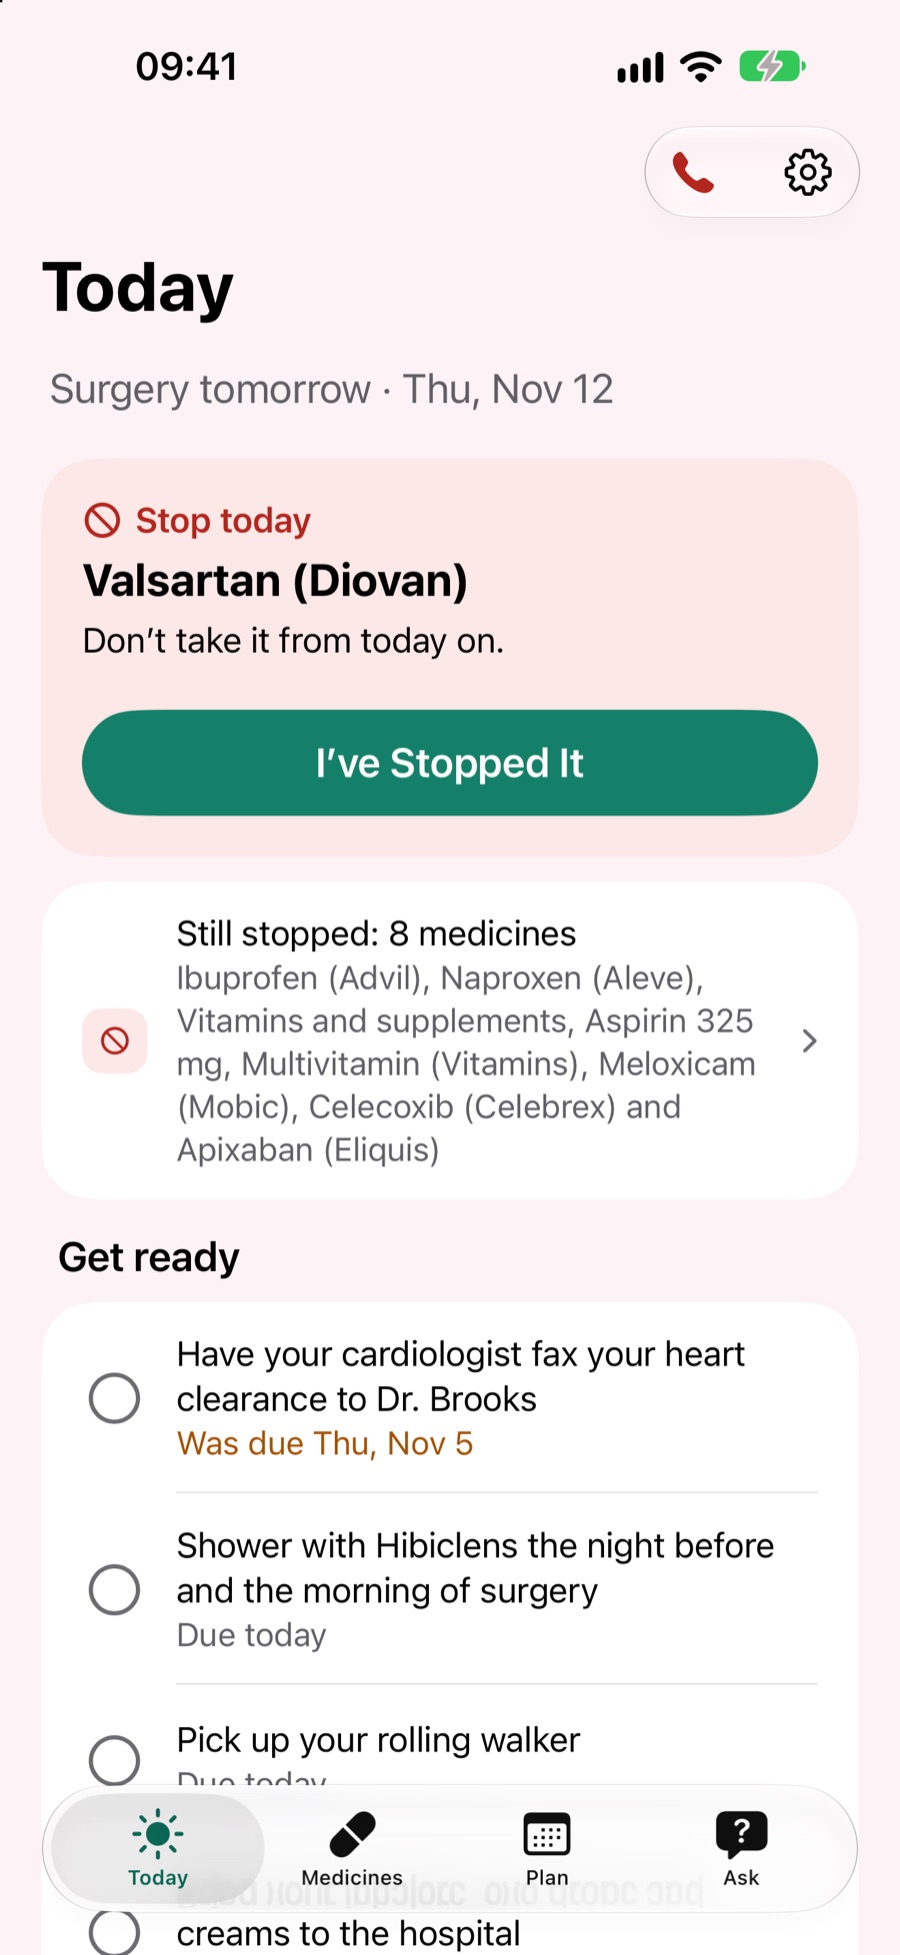 09:41
Today
Surgery tomorrow · Thu, Nov 12
Stop today
Valsartan (Diovan)
Don’t take it from today on.
I’ve Stopped It
Still stopped: 8 medicines
Ibuprofen (Advil), Naproxen (Aleve),
Vitamins and supplements, Aspirin 325
mg, Multivitamin (Vitamins), Meloxicam
(Mobic), Celecoxib (Celebrex) and
Apixaban (Eliquis)
Get ready
Have your cardiologist fax your heart
clearance to Dr. Brooks
Was due Thu, Nov 5
Shower with Hibiclens the night before
and the morning of surgery
Due today
Pick up your rolling walker
Due today
creams to the hospital
Today
Medicines
Plan
Ask